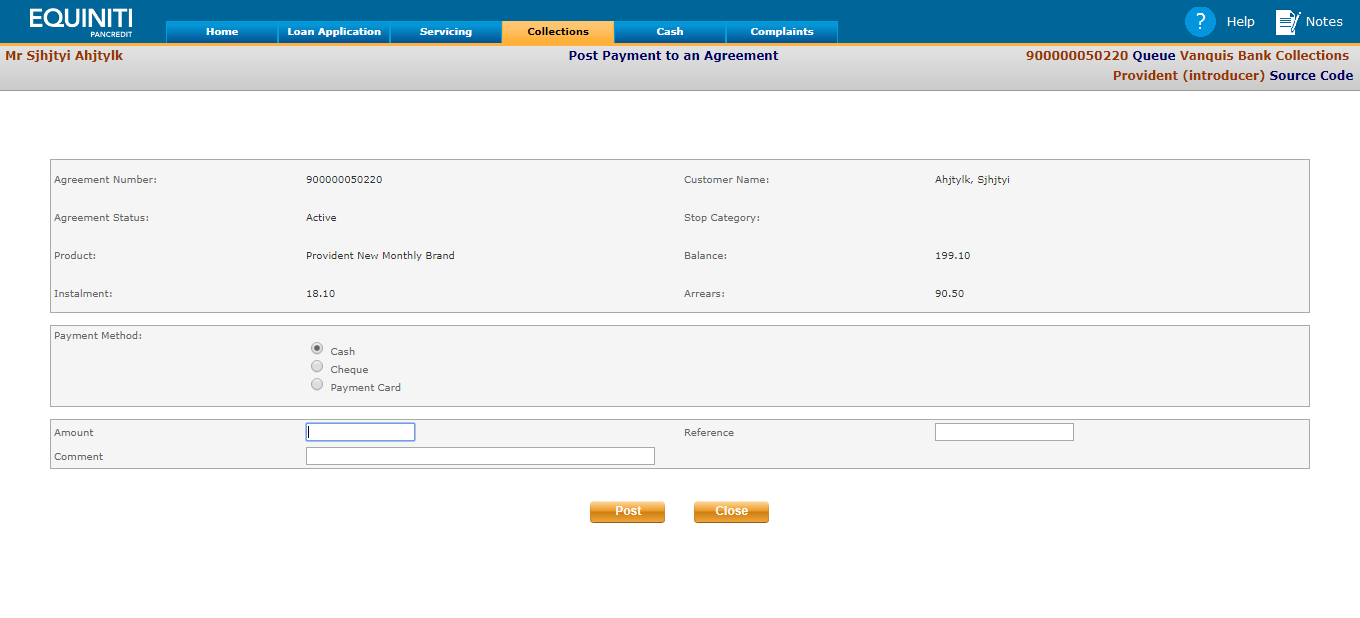 EQUINITI
PANCREDIT
Home Loan Application Servicing Collections Cash Complaints
? Help Notes
Mr Sjhjtyi Ahjtylk Post Payment to an Agreement 900000050220 Queue Vanquis Bank Collections
Provident (introducer) Source Code
Agreement Number: 900000050220 Customer Name: Ahjtylk, Sjhjtyi
Agreement Status: Active Stop Category:
Product: Provident New Monthly Brand Balance: 199.10
Instalment: 18.10 Arrears: 90.50
Payment Method:
Cash
Cheque
Payment Card
Amount Reference
Comment
Post Close